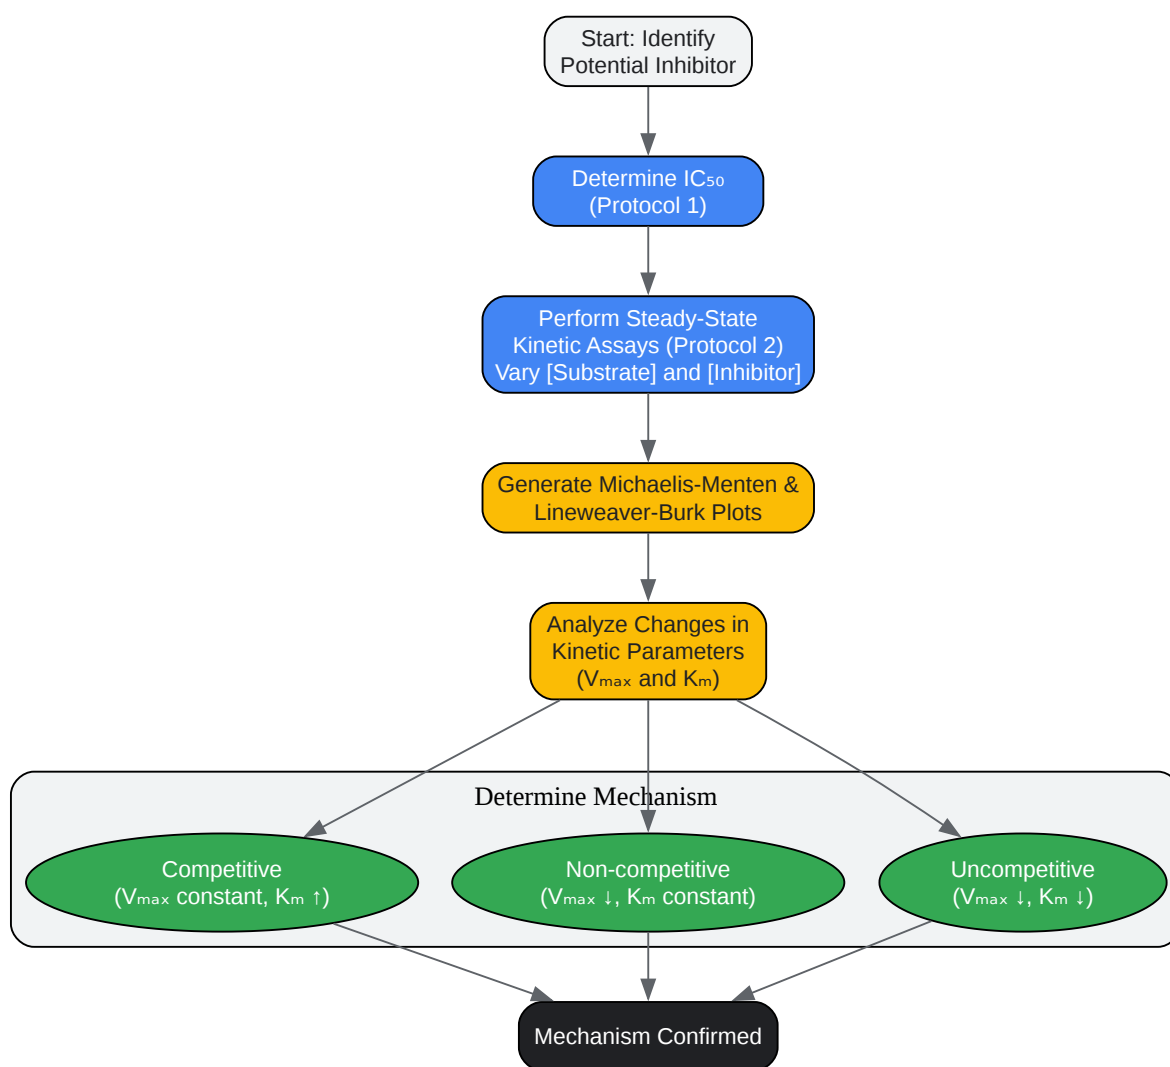 Start: Identify
Potential Inhibitor
Determine IC₅₀
(Protocol 1)
Perform Steady-State
Kinetic Assays (Protocol 2)
Vary [Substrate] and [Inhibitor]
Generate Michaelis-Menten &
Lineweaver-Burk Plots
Analyze Changes in
Kinetic Parameters
(Vₘₐₓ and Kₘ)
Determine Mechanism
Competitive
(Vₘₐₓ constant, Kₘ ↑)
Non-competitive
(Vₘₐₓ ↓, Kₘ constant)
Uncompetitive
(Vₘₐₓ ↓, Kₘ ↓)
Mechanism Confirmed